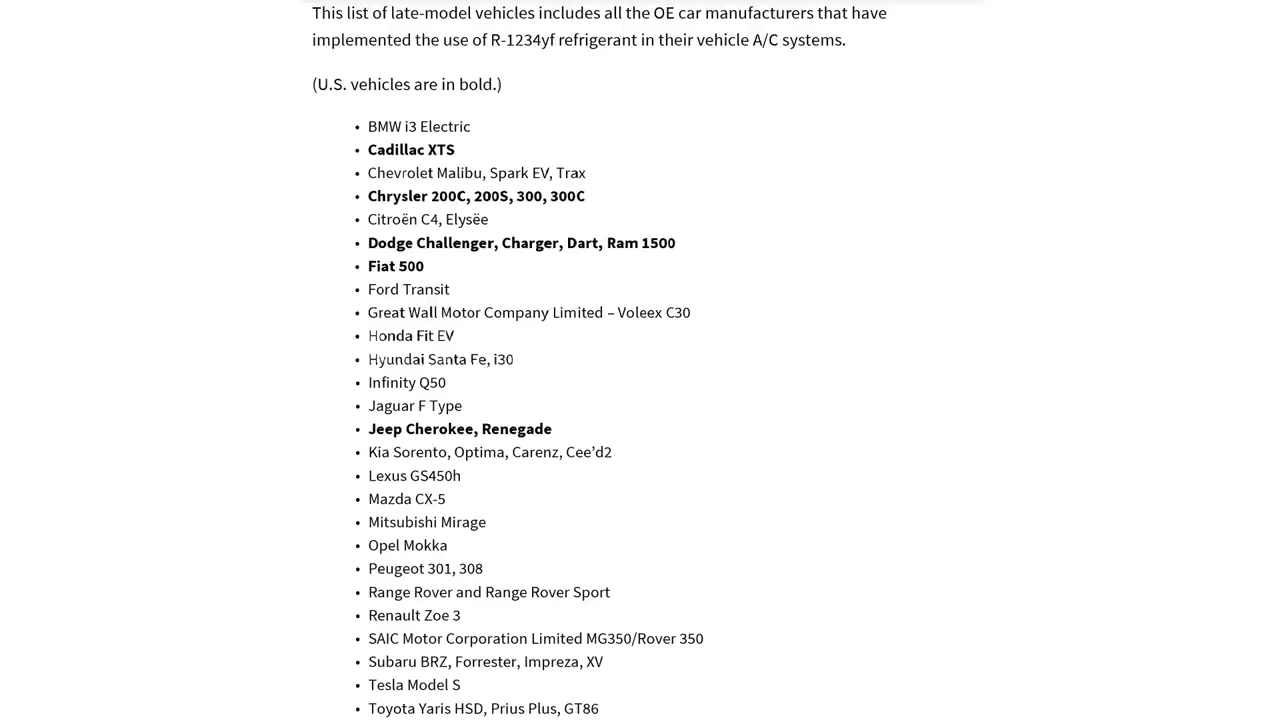 This list of late-model vehicles includes all the OE car manufacturers that have
implemented the use of R-1234yf refrigerant in their vehicle A/C systems.
(U.S. vehicles are in bold.)
• BMW i3 Electric
• Cadillac XTS
• Chevrolet Malibu, Spark EV, Trax
• Chrysler 200C, 200S, 300, 300C
• Citroën C4, Elysëe
• Dodge Challenger, Charger, Dart, Ram 1500
• Fiat 500
• Ford Transit
• Great Wall Motor Company Limited – Voleex C30
• Honda Fit EV
• Hyundai Santa Fe, i30
• Infinity Q50
• Jaguar F Type
• Jeep Cherokee, Renegade
• Kia Sorento, Optima, Carenz, Cee’d2
• Lexus GS450h
• Mazda CX-5
• Mitsubishi Mirage
• Opel Mokka
• Peugeot 301, 308
• Range Rover and Range Rover Sport
• Renault Zoe 3
• SAIC Motor Corporation Limited MG350/Rover 350
• Subaru BRZ, Forrester, Impreza, XV
• Tesla Model S
• Toyota Yaris HSD, Prius Plus, GT86